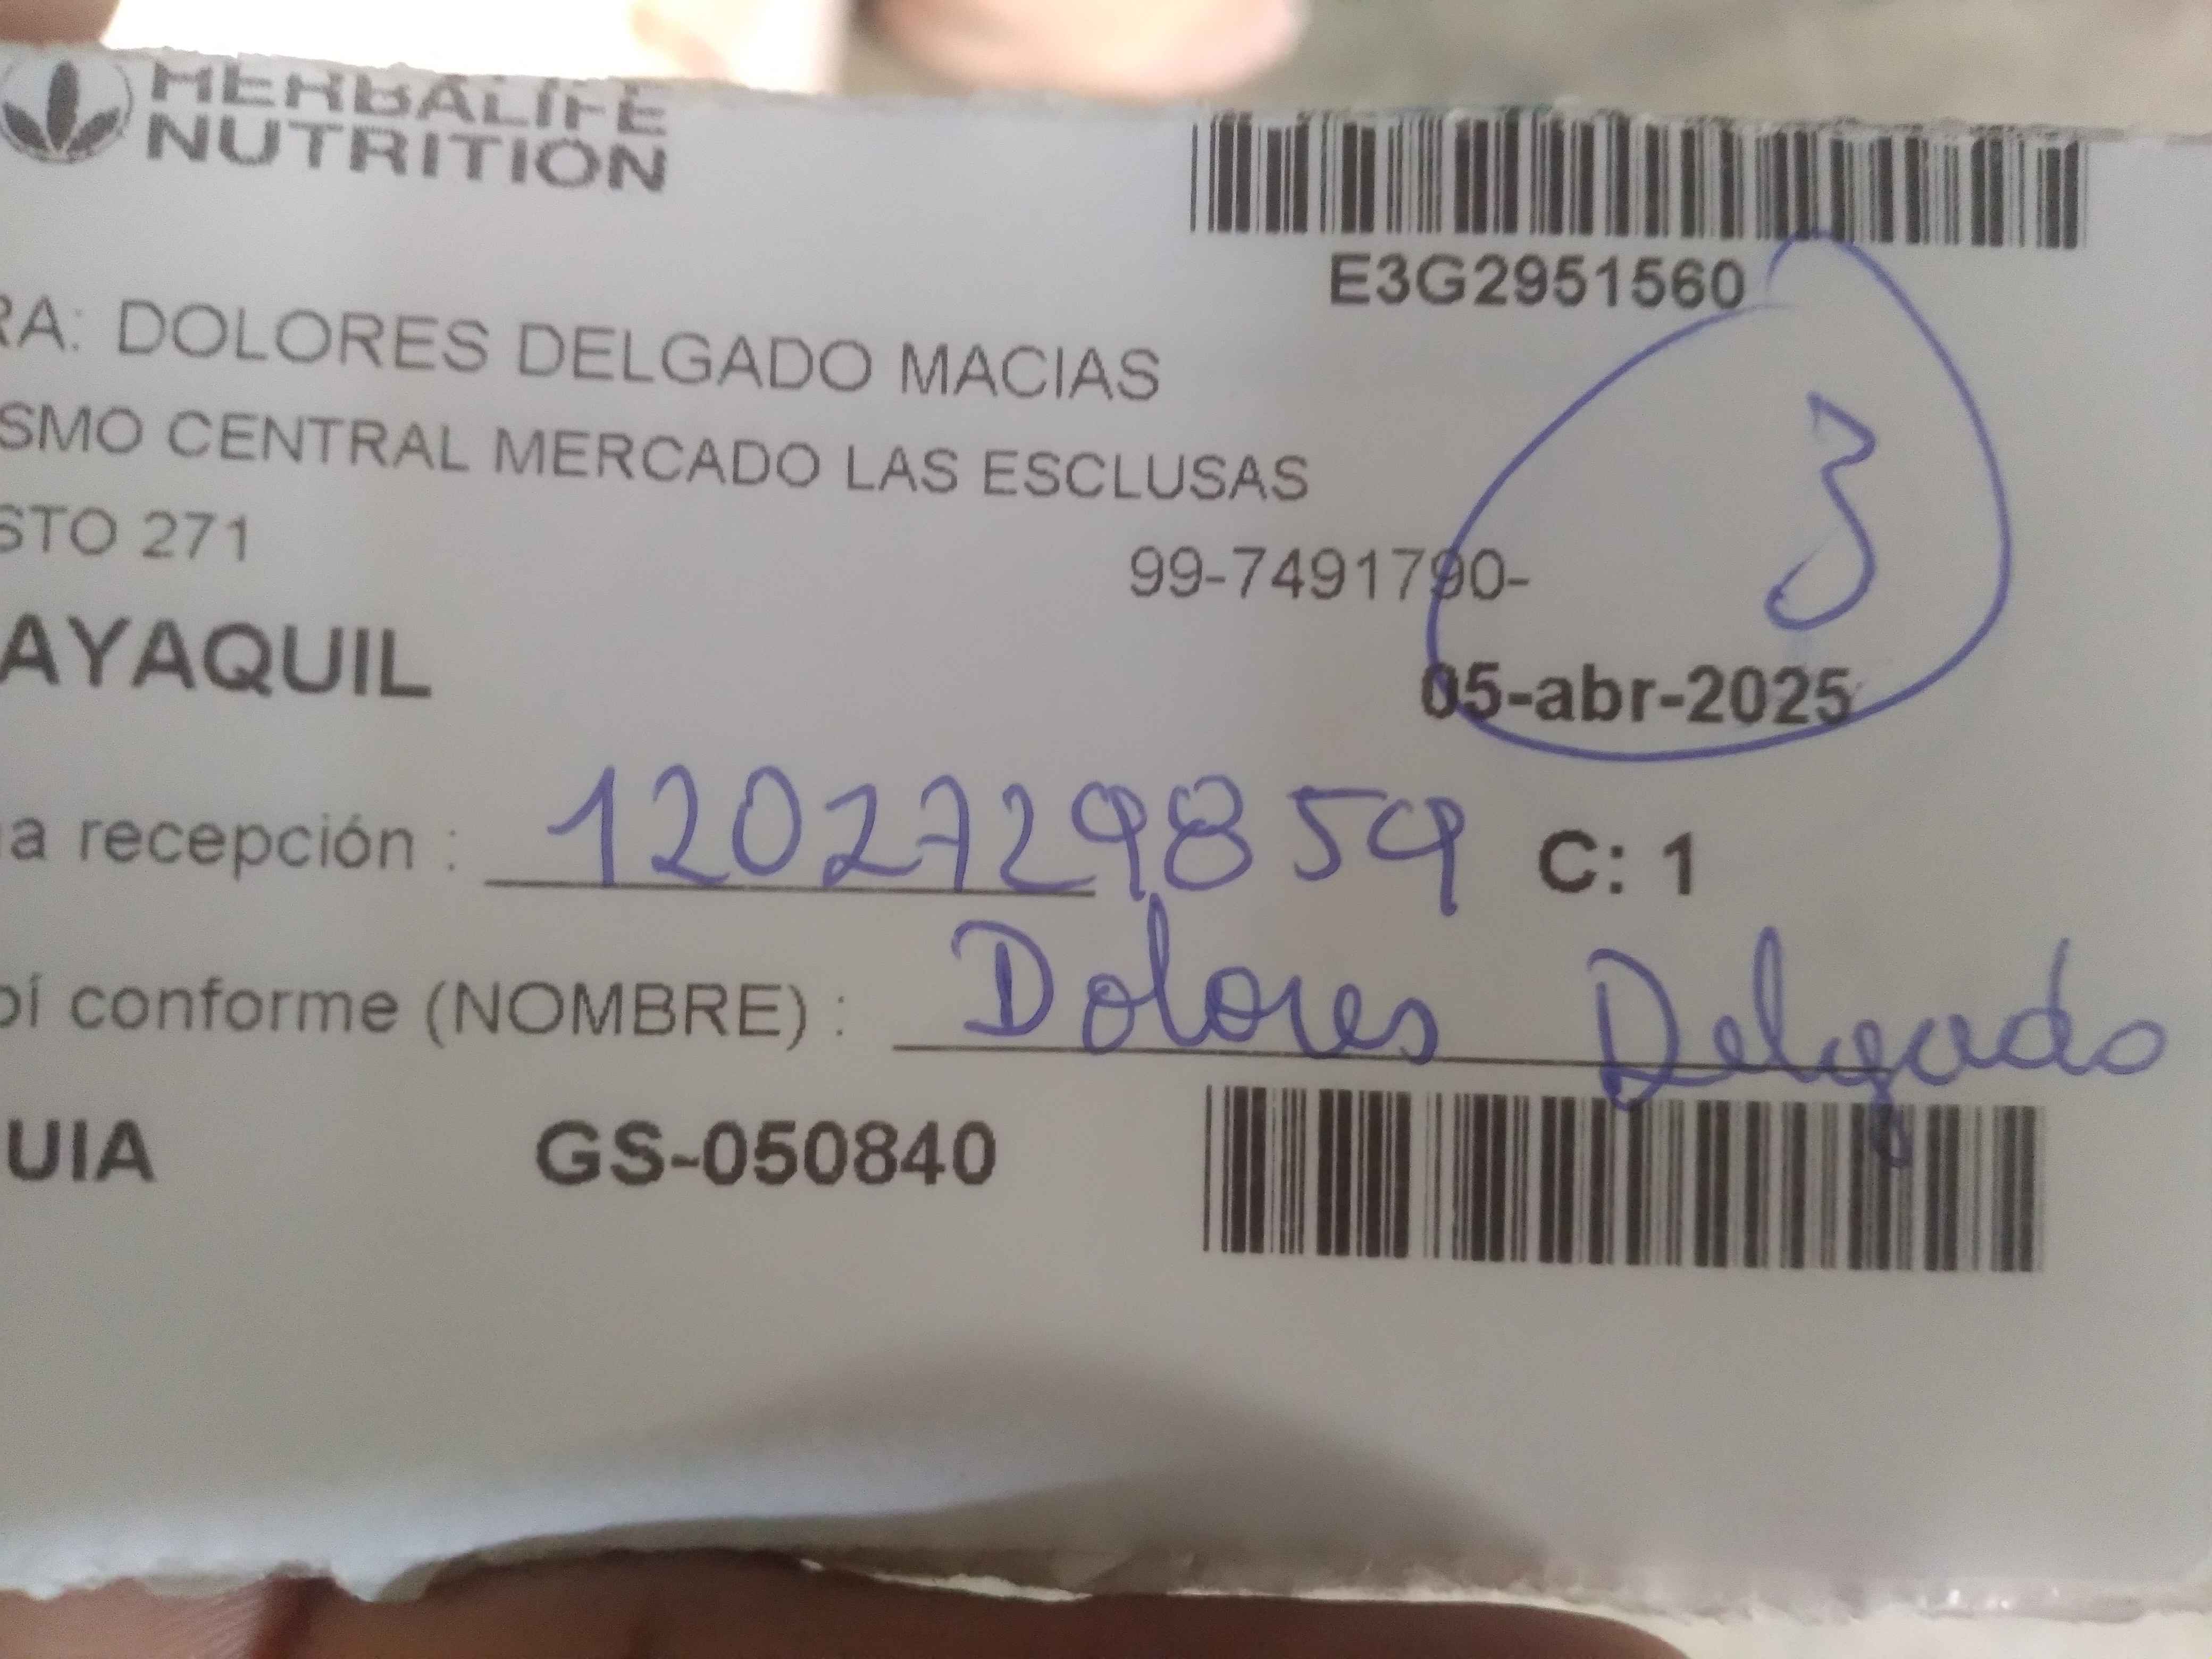 HERBALIFE
NUTRITION
E3G2951560
RA: DOLORES DELGADO MACIAS
SMO CENTRAL MERCADO LAS ESCLUSAS
STO 271
99-7491790-
3
AYAQUIL
05-abr-2025
a recepción : 1202729859 C: 1
bí conforme (NOMBRE) : Dolores Delgado
UIA GS-050840